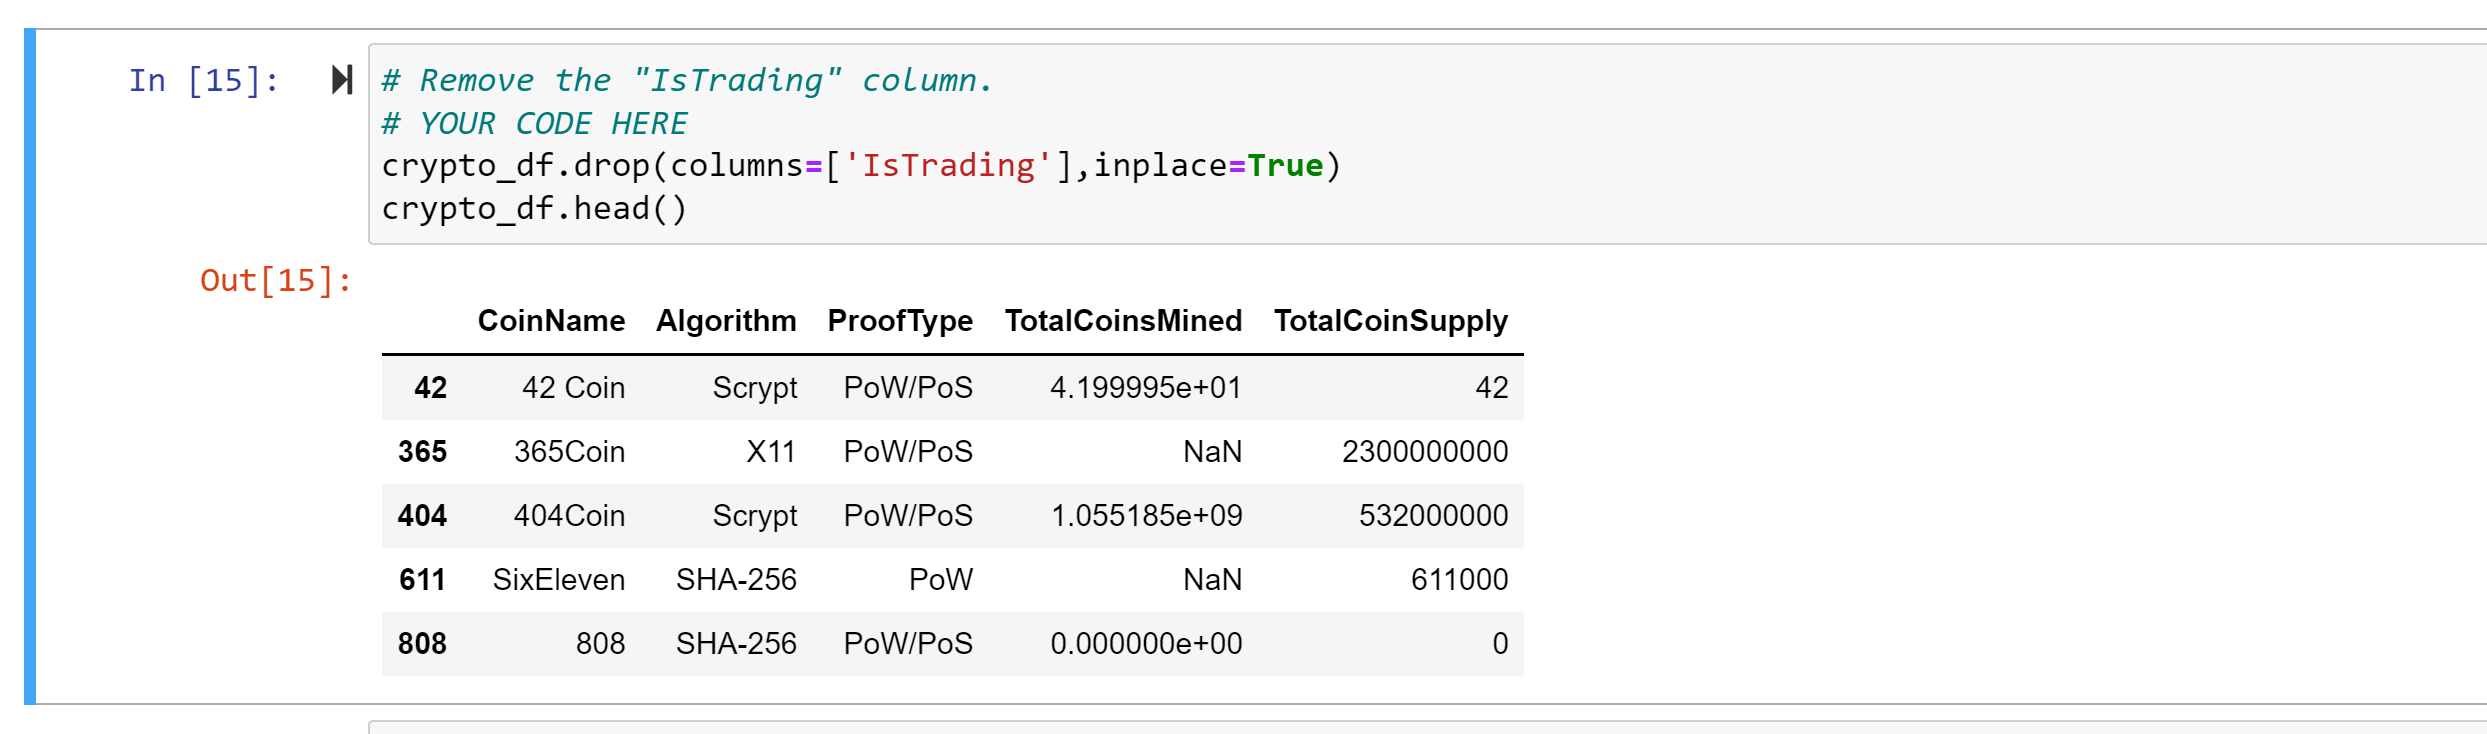 In [15]:
# Remove the "IsTrading" column.
# YOUR CODE HERE
crypto_df.drop(columns=['IsTrading'],inplace=True)
crypto_df.head()
Out[15]:
CoinName Algorithm ProofType TotalCoinsMined TotalCoinSupply
42 42 Coin Scrypt PoW/PoS 4.199995e+01 42
365 365Coin X11 PoW/PoS NaN 2300000000
404 404Coin Scrypt PoW/PoS 1.055185e+09 532000000
611 SixEleven SHA-256 PoW NaN 611000
808 808 SHA-256 PoW/PoS 0.000000e+00 0